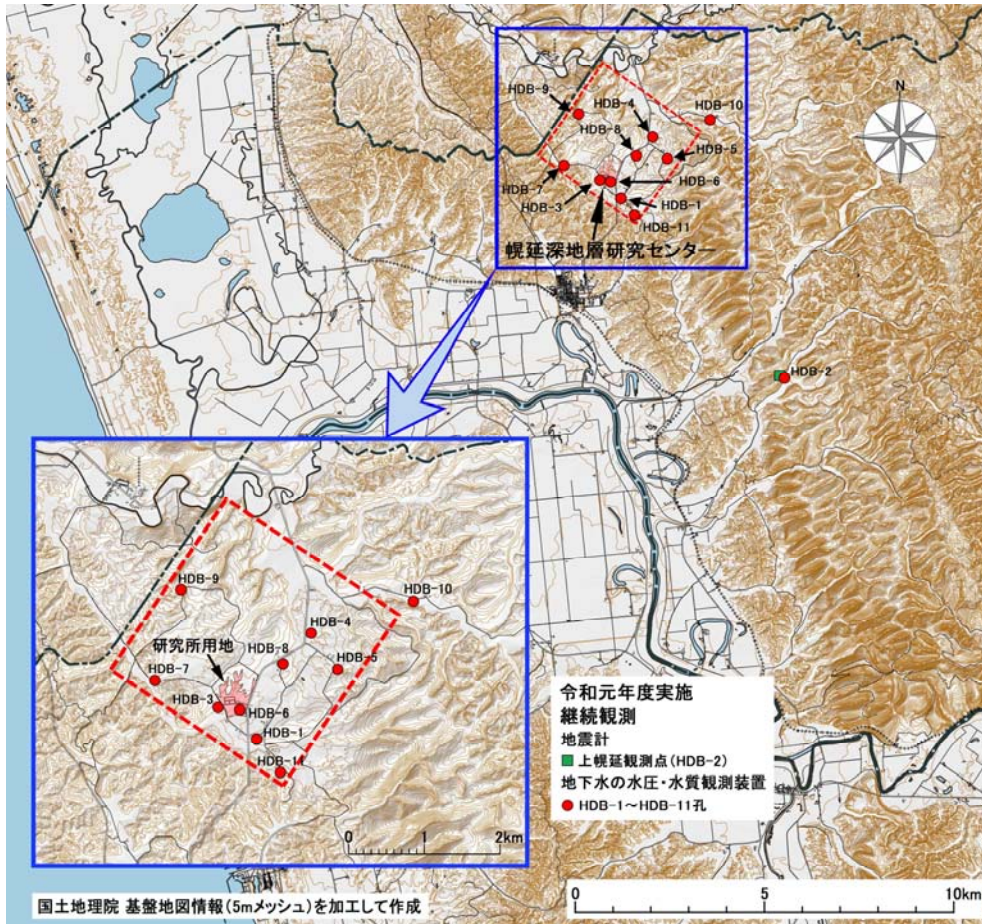 HDB-9
HDB-4
HDB-10
HDB-8
HDB-5
HDB-7
HDB-6
HDB-3
HDB-1
HDB-11
幌延深地層研究センター
N
HDB-2
HDB-9
HDB-10
HDB-4
研究所用地
HDB-8
HDB-5
HDB-7
HDB-3
HDB-6
HDB-1
HDB-11
0 1 2km
令和元年度実施
継続観測
地震計
上幌延観測点(HDB-2)
地下水の水圧・水質観測装置
HDB-1～HDB-11孔
0 5 10km
国土地理院 基盤地図情報(5mメッシュ)を加工して作成